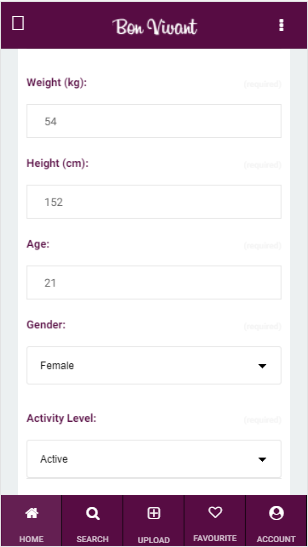 Bon Vivant
Weight (kg): (required)
54
Height (cm): (required)
152
Age: (required)
21
Gender: (required)
Female
Activity Level: (required)
Active
HOME SEARCH UPLOAD FAVOURITE ACCOUNT